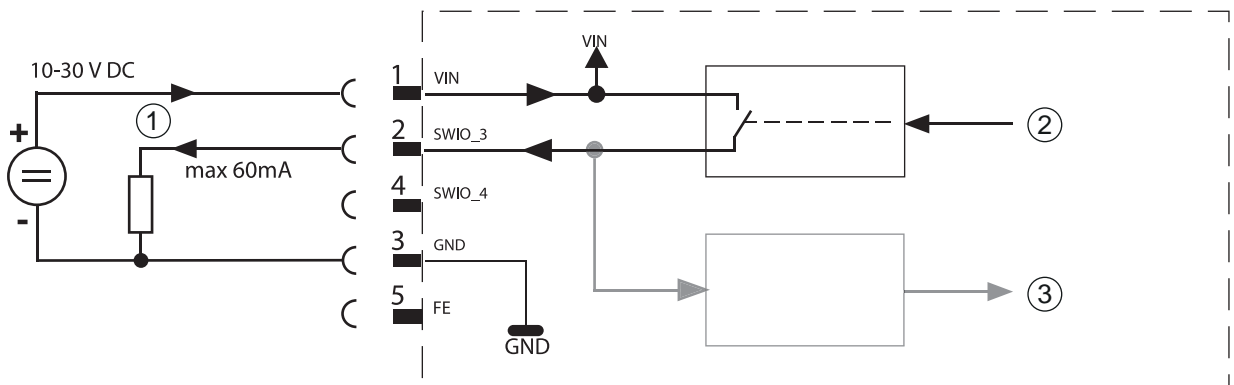 10-30 V DC
+
-
①
max 60mA
1 VIN
2 SWIO_3
4 SWIO_4
3 GND
5 FE
VIN
GND
②
③